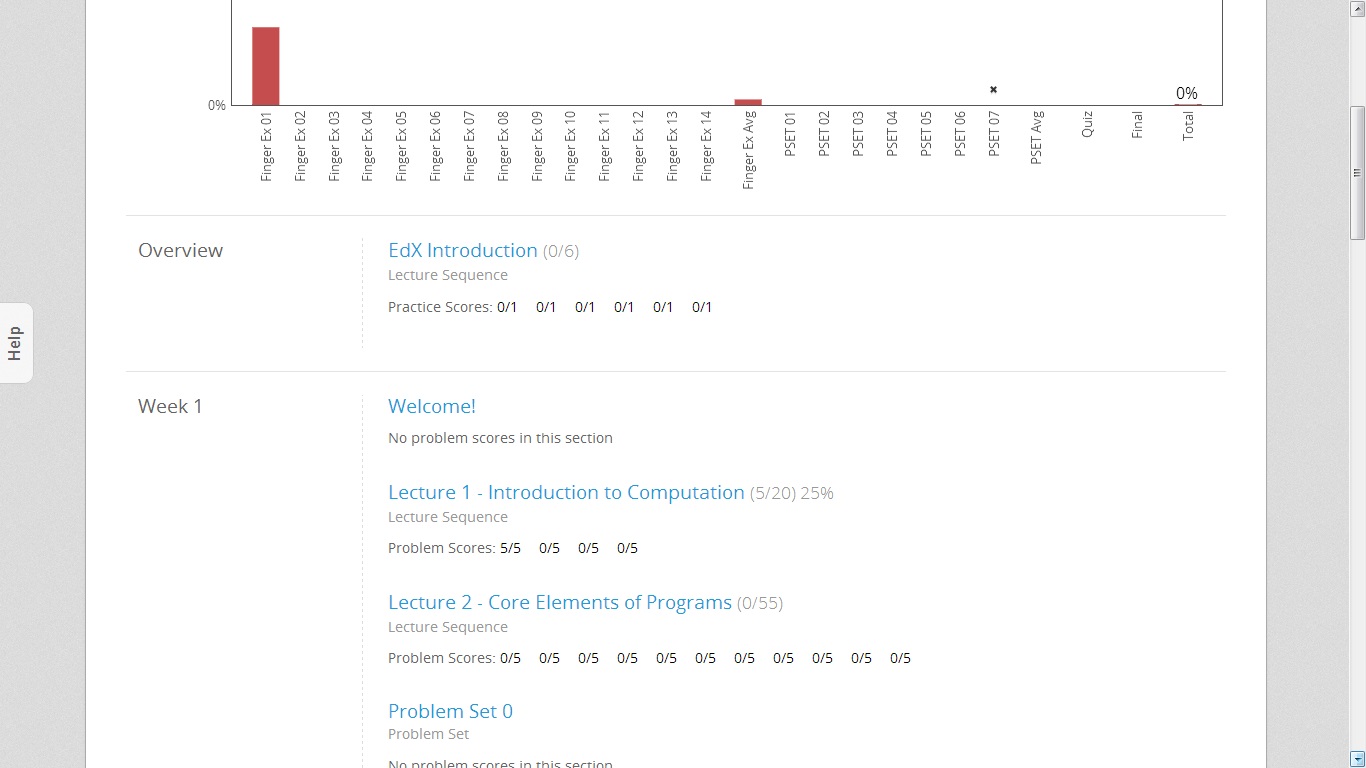 0%
0%
Finger Ex 01
Finger Ex 02
Finger Ex 03
Finger Ex 04
Finger Ex 05
Finger Ex 06
Finger Ex 07
Finger Ex 08
Finger Ex 09
Finger Ex 10
Finger Ex 11
Finger Ex 12
Finger Ex 13
Finger Ex 14
Finger Ex Avg
PSET 01
PSET 02
PSET 03
PSET 04
PSET 05
PSET 06
PSET 07
PSET Avg
Quiz
Final
Total
Overview
EdX Introduction (0/6)
Lecture Sequence
Practice Scores: 0/1 0/1 0/1 0/1 0/1 0/1
Help
Week 1
Welcome!
No problem scores in this section
Lecture 1 - Introduction to Computation (5/20) 25%
Lecture Sequence
Problem Scores: 5/5 0/5 0/5 0/5
Lecture 2 - Core Elements of Programs (0/55)
Lecture Sequence
Problem Scores: 0/5 0/5 0/5 0/5 0/5 0/5 0/5 0/5 0/5 0/5 0/5
Problem Set 0
Problem Set
No problem scores in this section